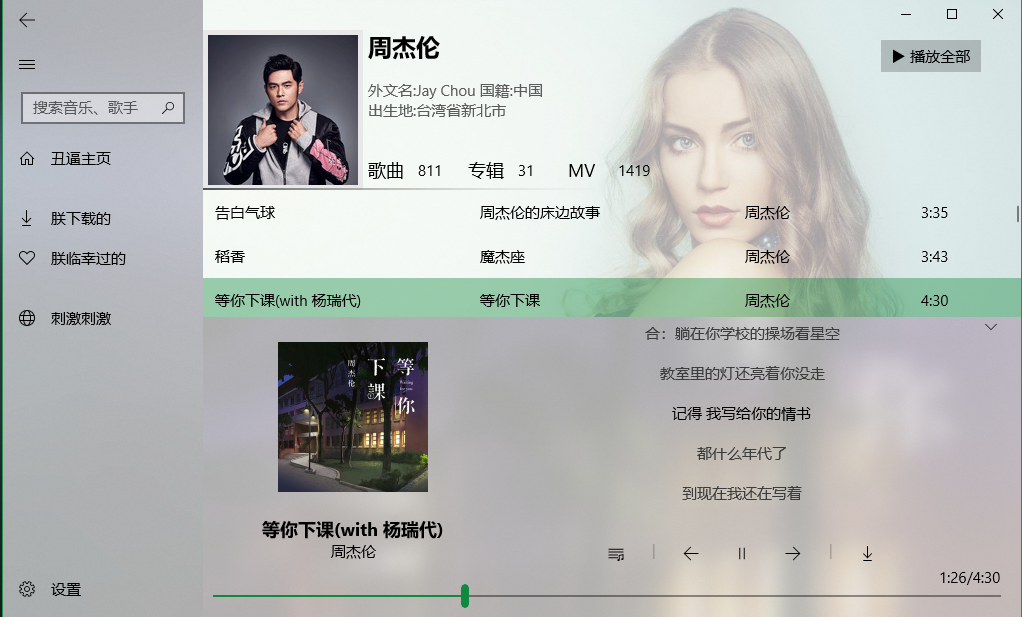 搜索音乐、歌手
丑逼主页
朕下载的
朕临幸过的
刺激刺激
设置
周杰伦
外文名:Jay Chou 国籍:中国
出生地:台湾省新北市
歌曲 811 专辑 31 MV 1419
播放全部
告白气球 周杰伦的床边故事 周杰伦 3:35
稻香 魔杰座 周杰伦 3:43
等你下课(with 杨瑞代) 等你下课 周杰伦 4:30
等你
下課
周杰伦
等你下课(with 杨瑞代)
周杰伦
合：躺在你学校的操场看星空
教室里的灯还亮着你没走
记得 我写给你的情书
都什么年代了
到现在我还在写着
1:26/4:30